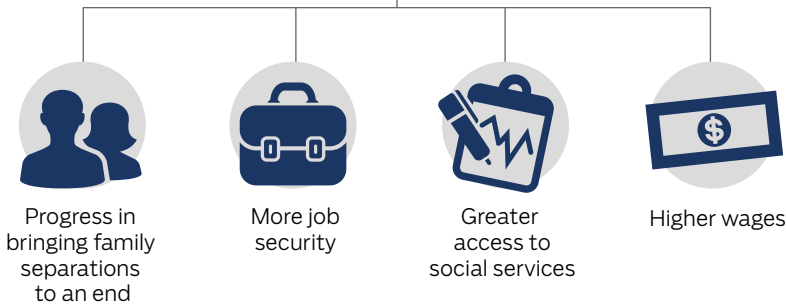 Progress in
bringing family
separations
to an end
More job
security
Greater
access to
social services
Higher wages
$